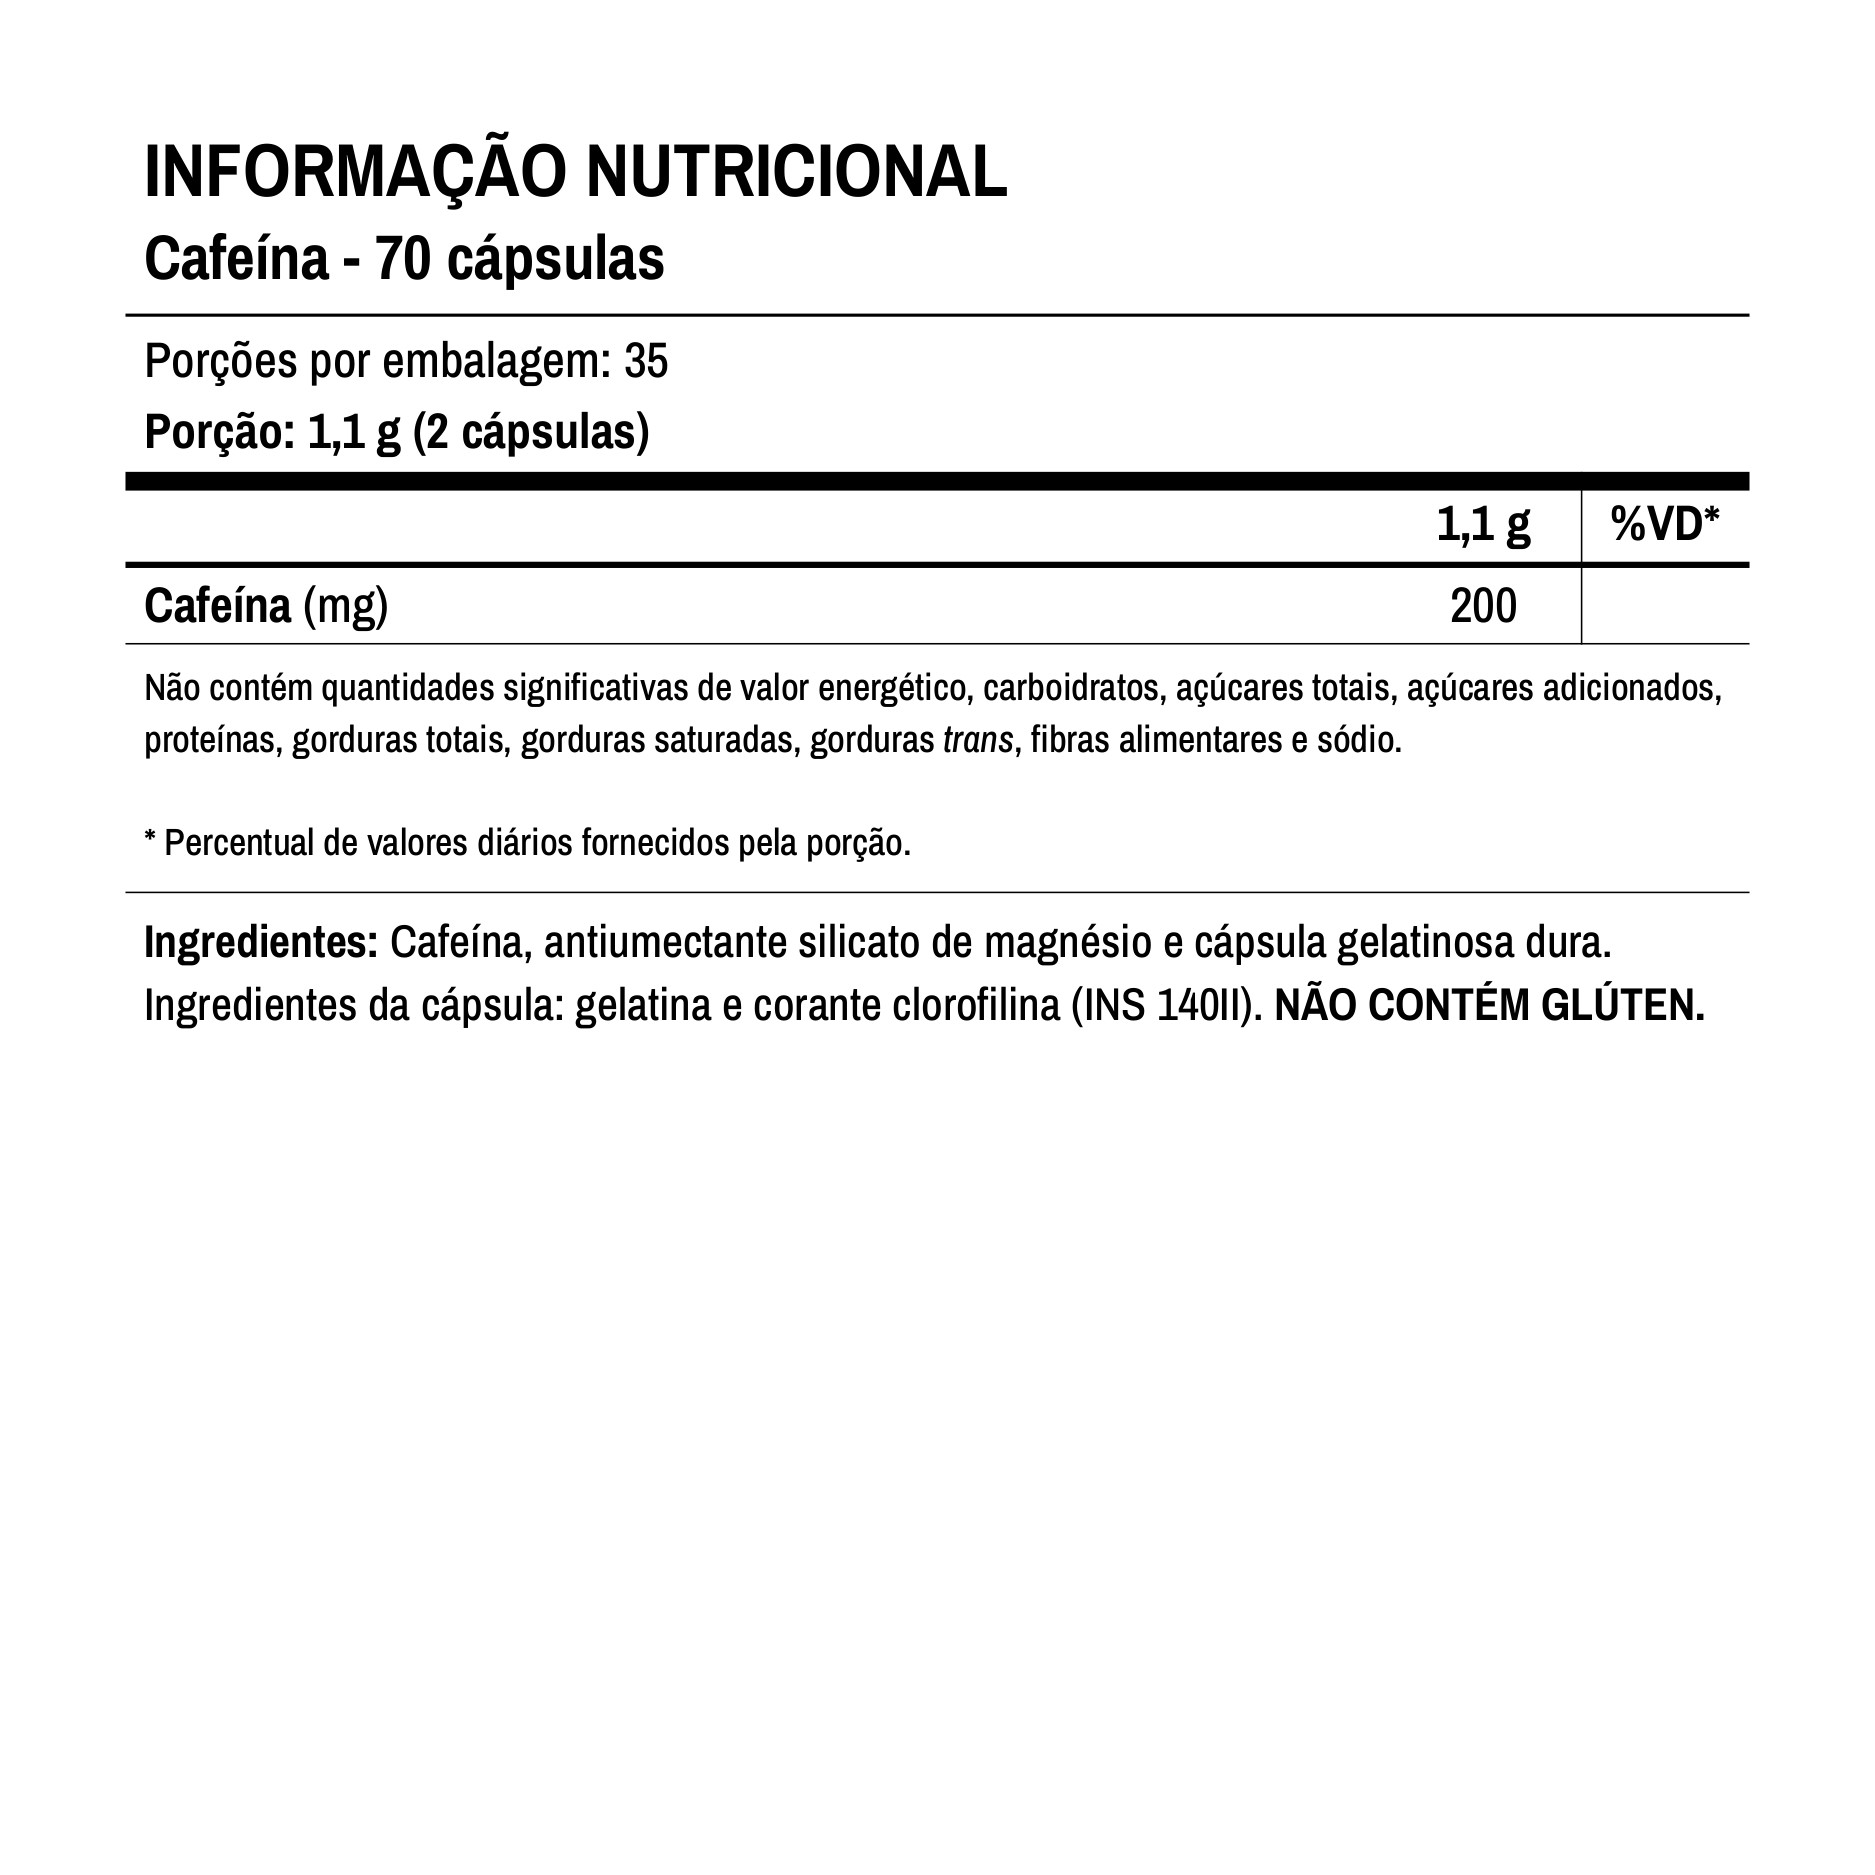 INFORMAÇÃO NUTRICIONAL
Cafeína - 70 cápsulas
Porções por embalagem: 35
Porção: 1,1 g (2 cápsulas)
1,1 g %VD*
Cafeína (mg) 200
Não contém quantidades significativas de valor energético, carboidratos, açúcares totais, açúcares adicionados,
proteínas, gorduras totais, gorduras saturadas, gorduras trans, fibras alimentares e sódio.
* Percentual de valores diários fornecidos pela porção.
Ingredientes: Cafeína, antiumectante silicato de magnésio e cápsula gelatinosa dura.
Ingredientes da cápsula: gelatina e corante clorofilina (INS 140II). NÃO CONTÉM GLÚTEN.